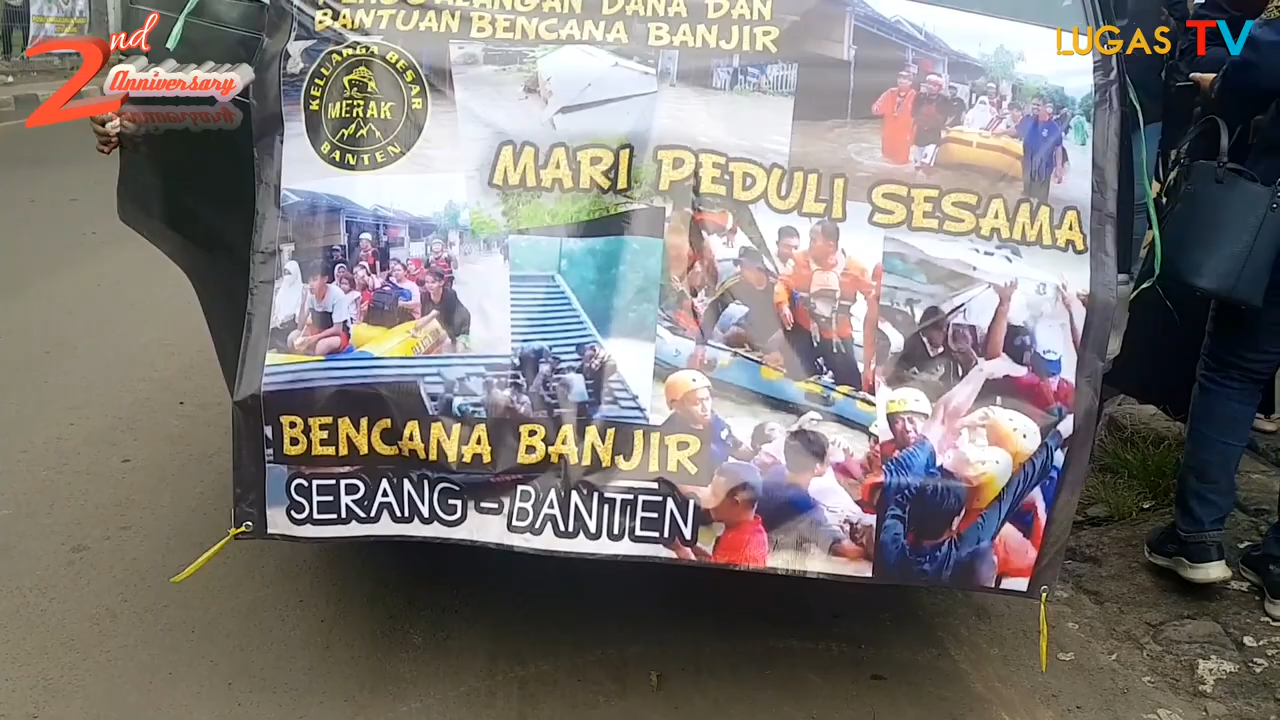 2nd
Anniversary
LUGAS TV
DANA DAN
BANTUAN BENCANA BANJIR
KELUARGA BESAR
MERAK
BANTEN
MARI PEDULI SESAMA
BENCANA BANJIR
SERANG - BANTEN